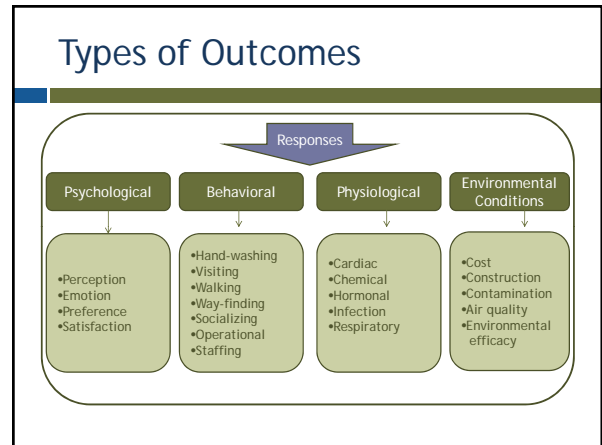 Types of Outcomes
Responses
Psychological
Behavioral
Physiological
Environmental
Conditions
•Perception
•Emotion
•Preference
•Satisfaction
•Hand-washing
•Visiting
•Walking
•Way-finding
•Socializing
•Operational
•Staffing
•Cardiac
•Chemical
•Hormonal
•Infection
•Respiratory
•Cost
•Construction
•Contamination
•Air quality
•Environmental
efficacy